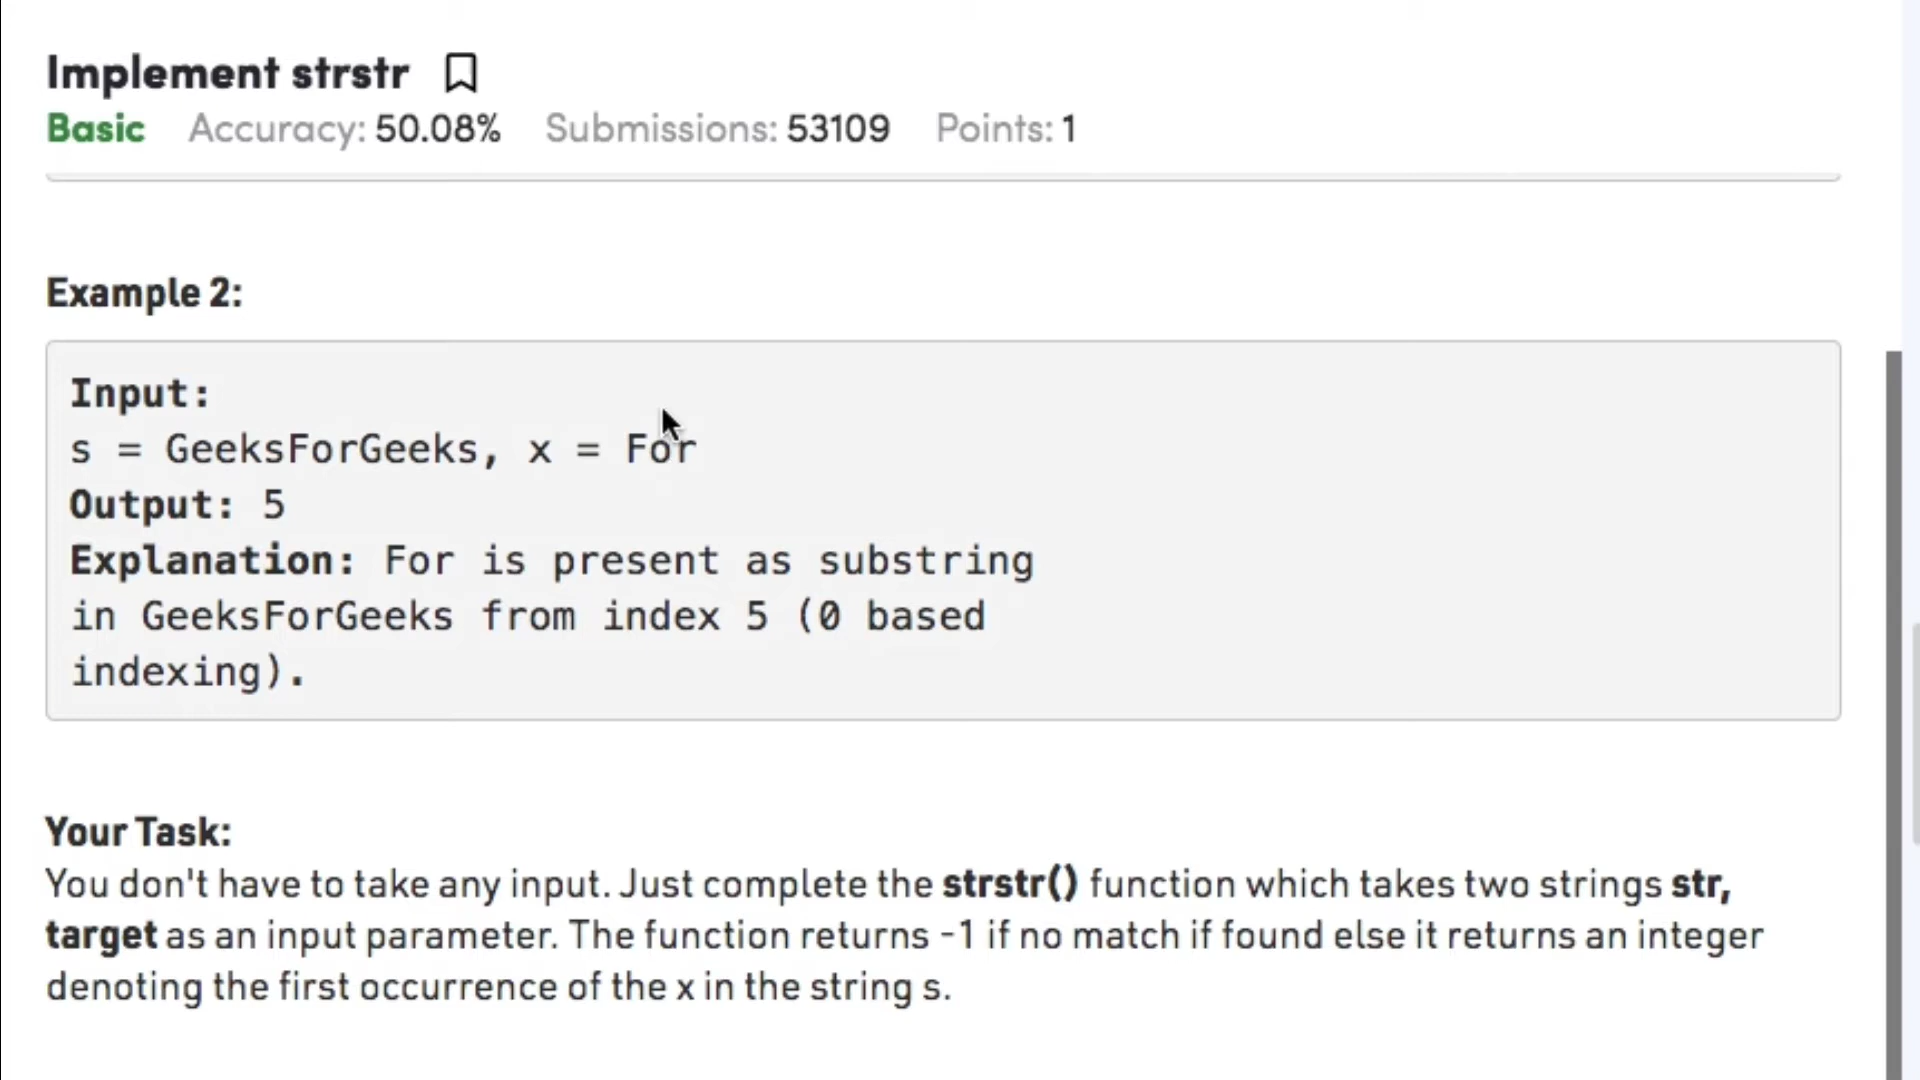 Implement strstr
Basic Accuracy: 50.08% Submissions: 53109 Points: 1
Example 2:
Input:
s = GeeksForGeeks, x = For
Output: 5
Explanation: For is present as substring
in GeeksForGeeks from index 5 (0 based
indexing).
Your Task:
You don't have to take any input. Just complete the strstr() function which takes two strings str,
target as an input parameter. The function returns -1 if no match if found else it returns an integer
denoting the first occurrence of the x in the string s.